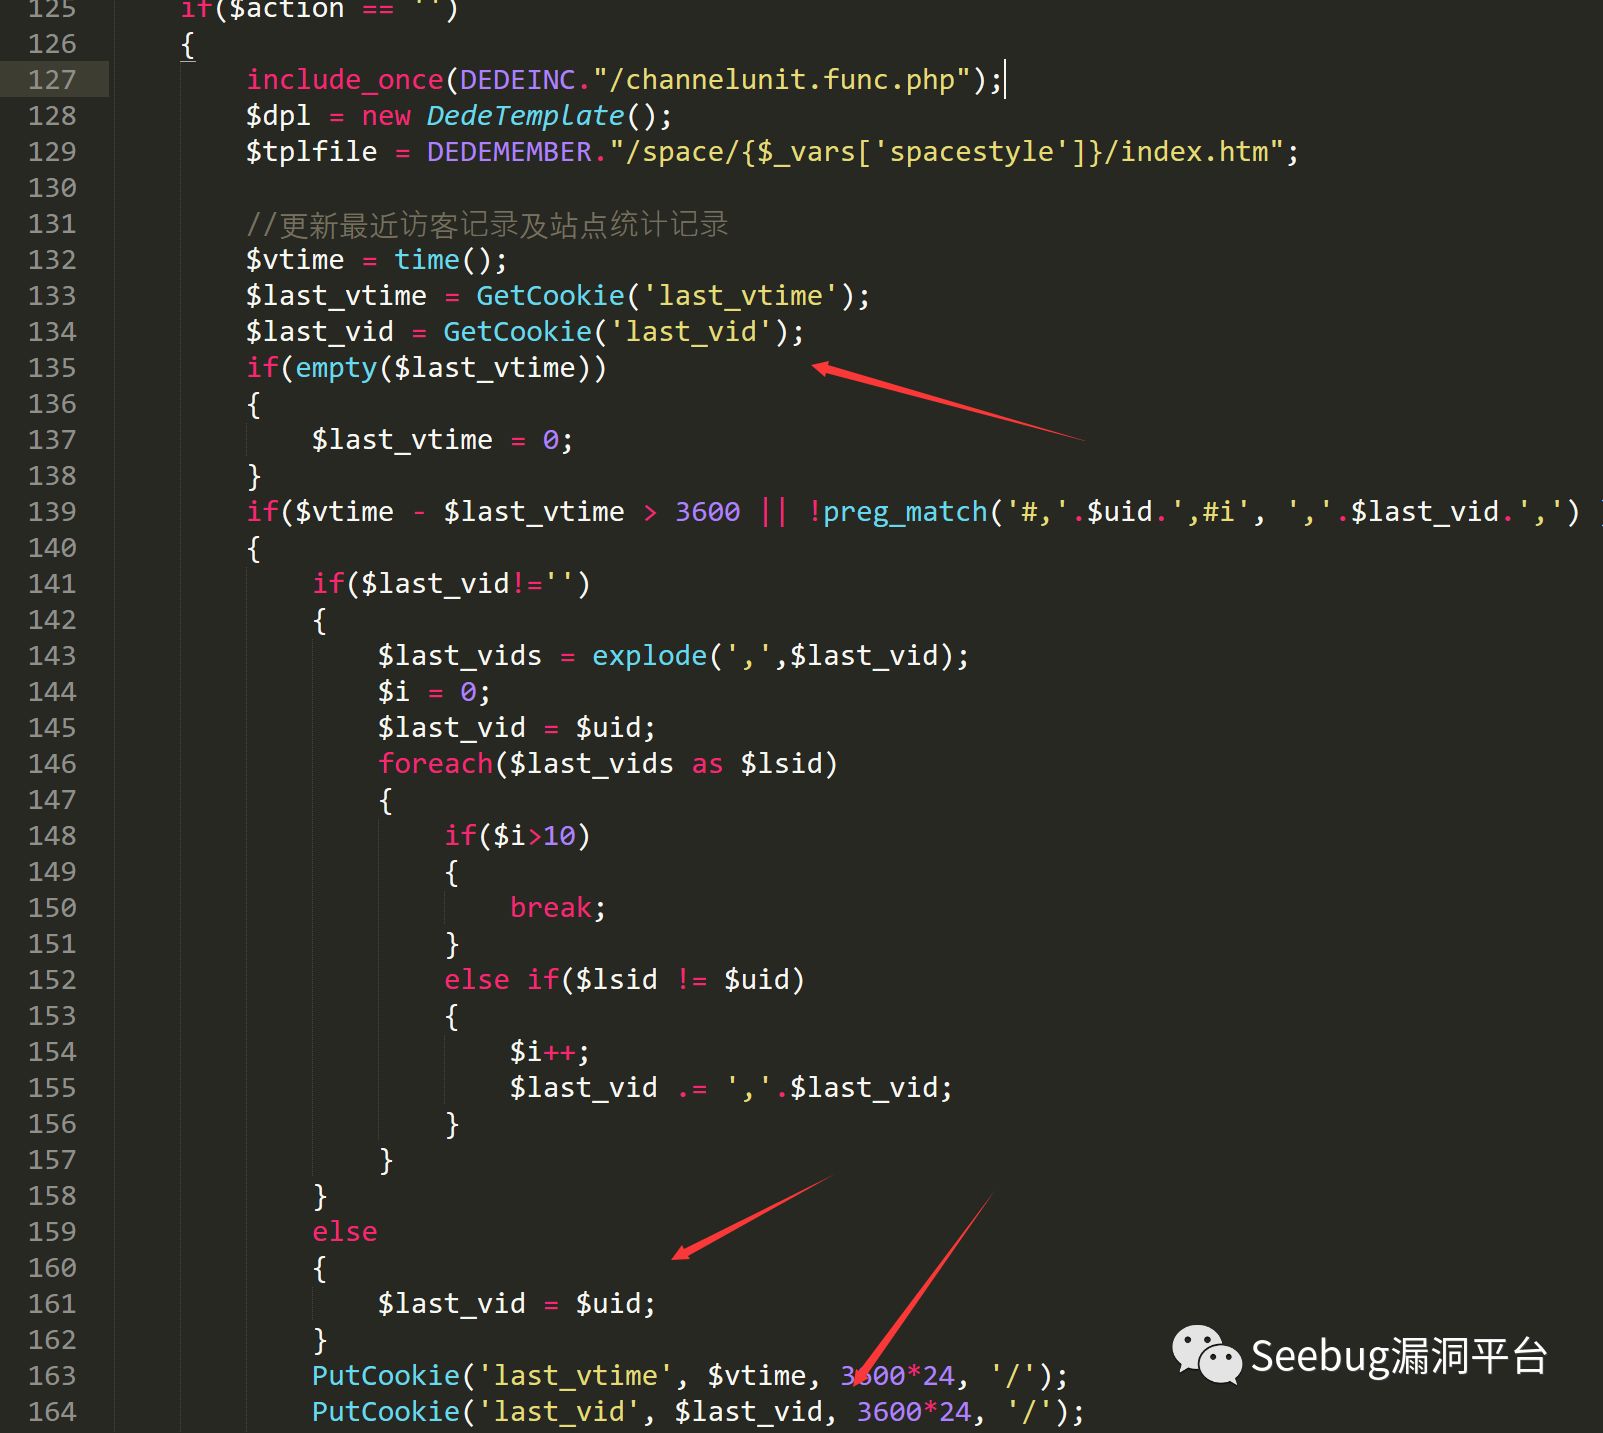 125 if($action == '')
126 {
127 include_once(DEDEINC."/channelunit.func.php");
128 $dpl = new DedeTemplate();
129 $tplfile = DEDEMEMBER."/space/{$_vars['spacestyle']}/index.htm";
130
131 //更新最近访客记录及站点统计记录
132 $vtime = time();
133 $last_vtime = GetCookie('last_vtime');
134 $last_vid = GetCookie('last_vid');
135 if(empty($last_vtime))
136 {
137 $last_vtime = 0;
138 }
139 if($vtime - $last_vtime > 3600 || !preg_match('#,'.$uid.',#i', ','.$last_vid.',') )
140 {
141 if($last_vid!='')
142 {
143 $last_vids = explode(',',$last_vid);
144 $i = 0;
145 $last_vid = $uid;
146 foreach($last_vids as $lsid)
147 {
148 if($i>10)
149 {
150 break;
151 }
152 else if($lsid != $uid)
153 {
154 $i++;
155 $last_vid .= ','.$last_vid;
156 }
157 }
158 }
159 else
160 {
161 $last_vid = $uid;
162 }
163 PutCookie('last_vtime', $vtime, 3600*24, '/');
164 PutCookie('last_vid', $last_vid, 3600*24, '/');
Seebug漏洞平台